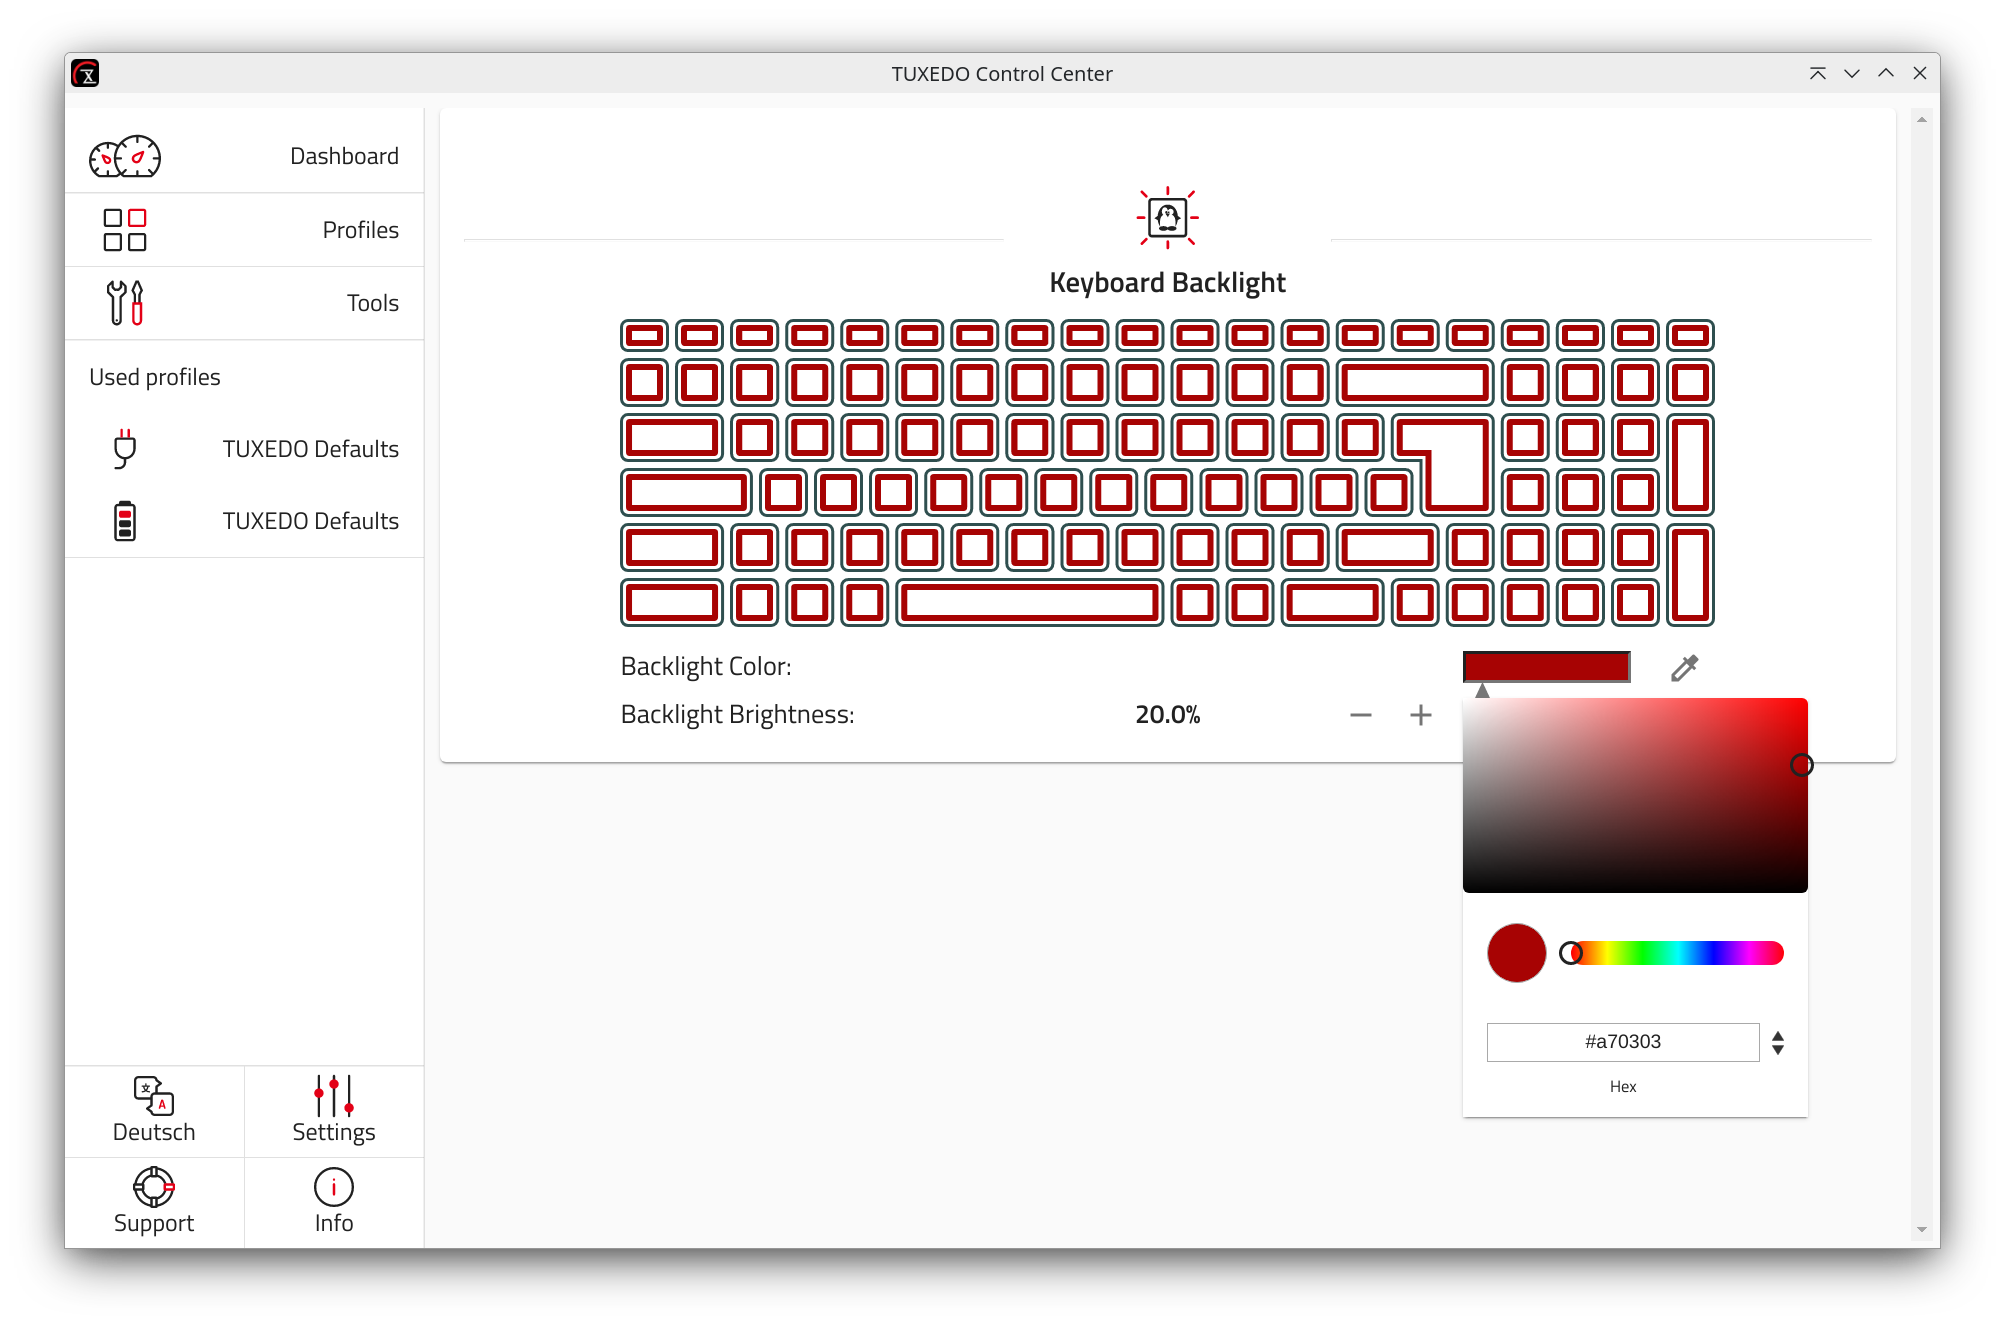 TUXEDO Control Center
Dashboard
Profiles
Tools
Used profiles
TUXEDO Defaults
TUXEDO Defaults
Deutsch
Settings
Support
Info
Keyboard Backlight
Backlight Color:
Backlight Brightness: 20.0%
#a70303
Hex